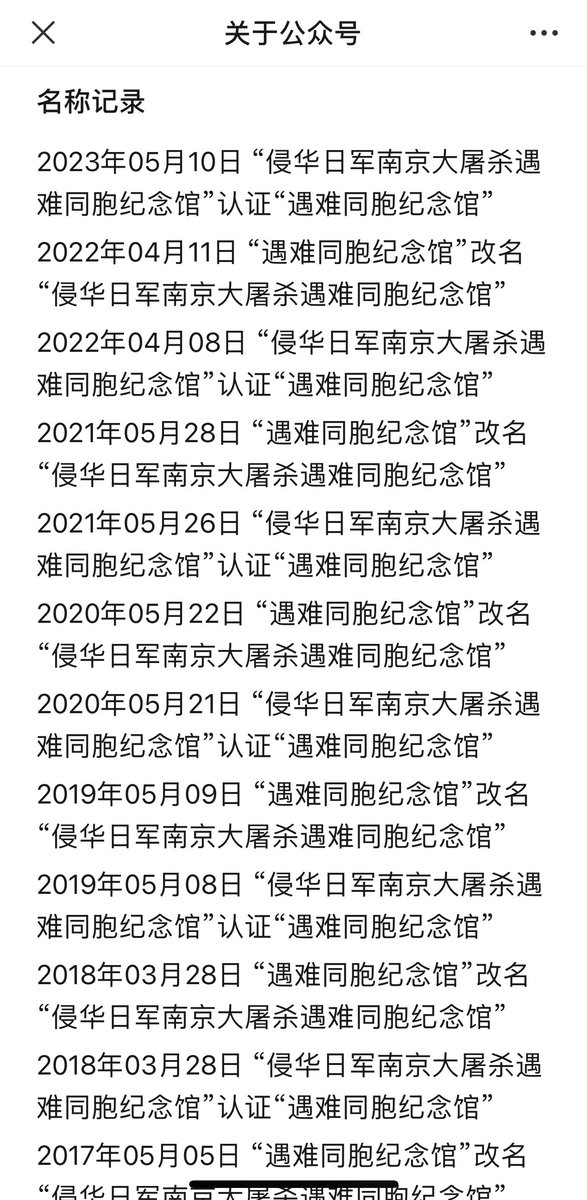 关于公众号
名称记录
2023年05月10日 “侵华日军南京大屠杀遇
难同胞纪念馆”认证“遇难同胞纪念馆”
2022年04月11日 “遇难同胞纪念馆”改名
“侵华日军南京大屠杀遇难同胞纪念馆”
2022年04月08日 “侵华日军南京大屠杀遇
难同胞纪念馆”认证“遇难同胞纪念馆”
2021年05月28日 “遇难同胞纪念馆”改名
“侵华日军南京大屠杀遇难同胞纪念馆”
2021年05月26日 “侵华日军南京大屠杀遇
难同胞纪念馆”认证“遇难同胞纪念馆”
2020年05月22日 “遇难同胞纪念馆”改名
“侵华日军南京大屠杀遇难同胞纪念馆”
2020年05月21日 “侵华日军南京大屠杀遇
难同胞纪念馆”认证“遇难同胞纪念馆”
2019年05月09日 “遇难同胞纪念馆”改名
“侵华日军南京大屠杀遇难同胞纪念馆”
2019年05月08日 “侵华日军南京大屠杀遇
难同胞纪念馆”认证“遇难同胞纪念馆”
2018年03月28日 “遇难同胞纪念馆”改名
“侵华日军南京大屠杀遇难同胞纪念馆”
2018年03月28日 “侵华日军南京大屠杀遇
难同胞纪念馆”认证“遇难同胞纪念馆”
2017年05月05日 “遇难同胞纪念馆”改名